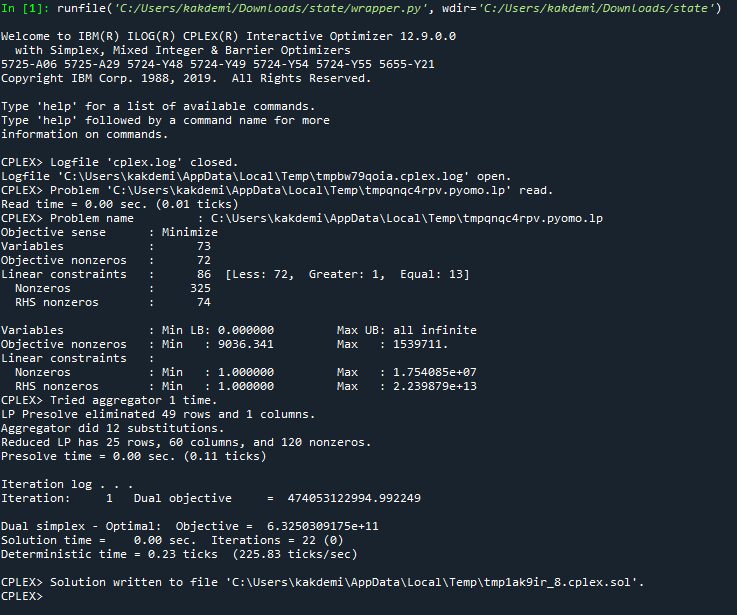 In [1]: runfile('C:/Users/kakdemi/Downloads/state/wrapper.py', wdir='C:/Users/kakdemi/Downloads/state')

Welcome to IBM(R) ILOG(R) CPLEX(R) Interactive Optimizer 12.9.0.0
  with Simplex, Mixed Integer & Barrier Optimizers
5725-A06 5725-A29 5724-Y48 5724-Y49 5724-Y54 5724-Y55 5655-Y21
Copyright IBM Corp. 1988, 2019.  All Rights Reserved.

Type 'help' for a list of available commands.
Type 'help' followed by a command name for more
information on commands.

CPLEX> Logfile 'cplex.log' closed.
Logfile 'C:\Users\kakdemi\AppData\Local\Temp\tmpbw79qoia.cplex.log' open.
CPLEX> Problem 'C:\Users\kakdemi\AppData\Local\Temp\tmpqnqc4rpv.pyomo.lp' read.
Read time = 0.00 sec. (0.01 ticks)
CPLEX> Problem name         : C:\Users\kakdemi\AppData\Local\Temp\tmpqnqc4rpv.pyomo.lp
Objective sense      : Minimize
Variables            :      73
Objective nonzeros   :      72
Linear constraints   :      86  [Less: 72,  Greater: 1,  Equal: 13]
  Nonzeros           :     325
  RHS nonzeros       :      74

Variables            : Min LB: 0.000000         Max UB: all infinite
Objective nonzeros   : Min   : 9036.341         Max   : 1539711.
Linear constraints   :
  Nonzeros           : Min   : 1.000000         Max   : 1.754085e+07
  RHS nonzeros       : Min   : 1.000000         Max   : 2.239879e+13
CPLEX> Tried aggregator 1 time.
LP Presolve eliminated 49 rows and 1 columns.
Aggregator did 12 substitutions.
Reduced LP has 25 rows, 60 columns, and 120 nonzeros.
Presolve time = 0.00 sec. (0.11 ticks)

Iteration log . . .
Iteration:     1   Dual objective     =  474053122994.992249

Dual simplex - Optimal:  Objective =  6.3250309175e+11
Solution time =    0.00 sec.  Iterations = 22 (0)
Deterministic time = 0.23 ticks  (225.83 ticks/sec)

CPLEX> Solution written to file 'C:\Users\kakdemi\AppData\Local\Temp\tmp1ak9ir_8.cplex.sol'.
CPLEX>